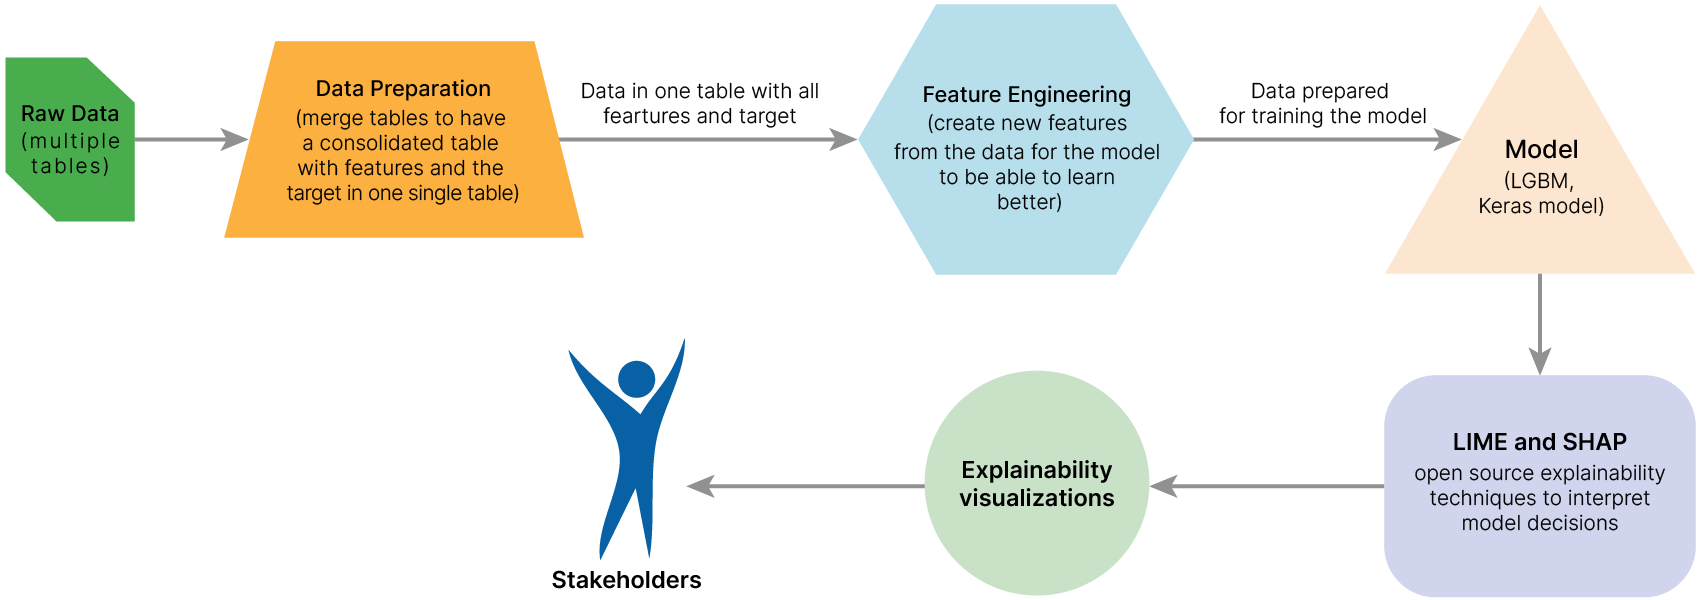 Raw Data
(multiple
tables)
Data Preparation
(merge tables to have
a consolidated table
with features and the
target in one single table)
Data in one table with all
feartures and target
Feature Engineering
(create new features
from the data for the model
to be able to learn
better)
Data prepared
for training the model
Model
(LGBM,
Keras model)
LIME and SHAP
open source explainability
techniques to interpret
model decisions
Explainability
visualizations
Stakeholders